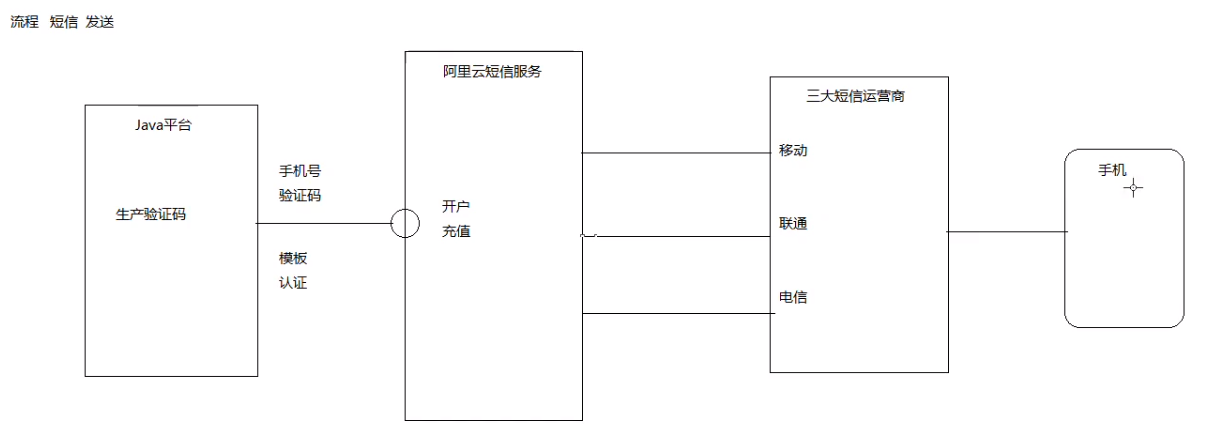 流程 短信 发送
Java平台
生产验证码
手机号
验证码
模板
认证
阿里云短信服务
开户
充值
三大短信运营商
移动
联通
电信
手机